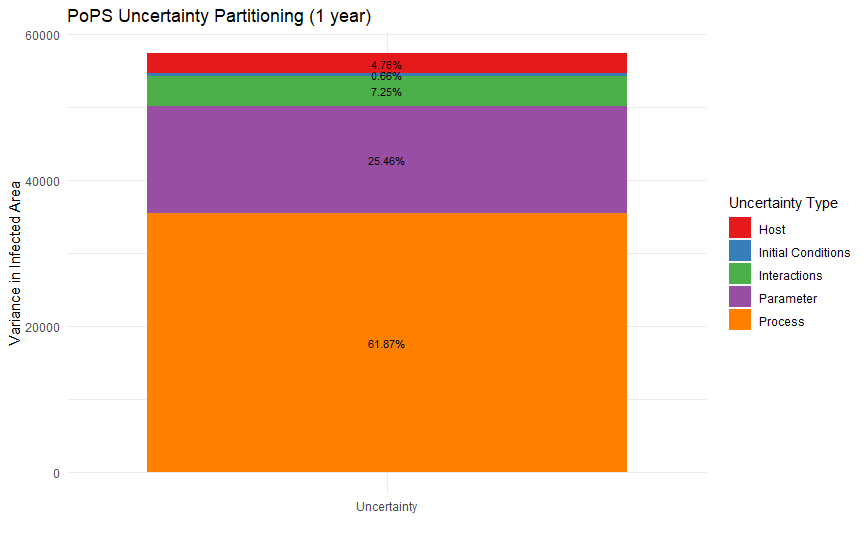 PoPS Uncertainty Partitioning (1 year)
Variance in Infected Area
60000
40000
20000
0
4.76%
0.66%
7.25%
25.46%
61.87%
Uncertainty
Uncertainty Type
Host
Initial Conditions
Interactions
Parameter
Process